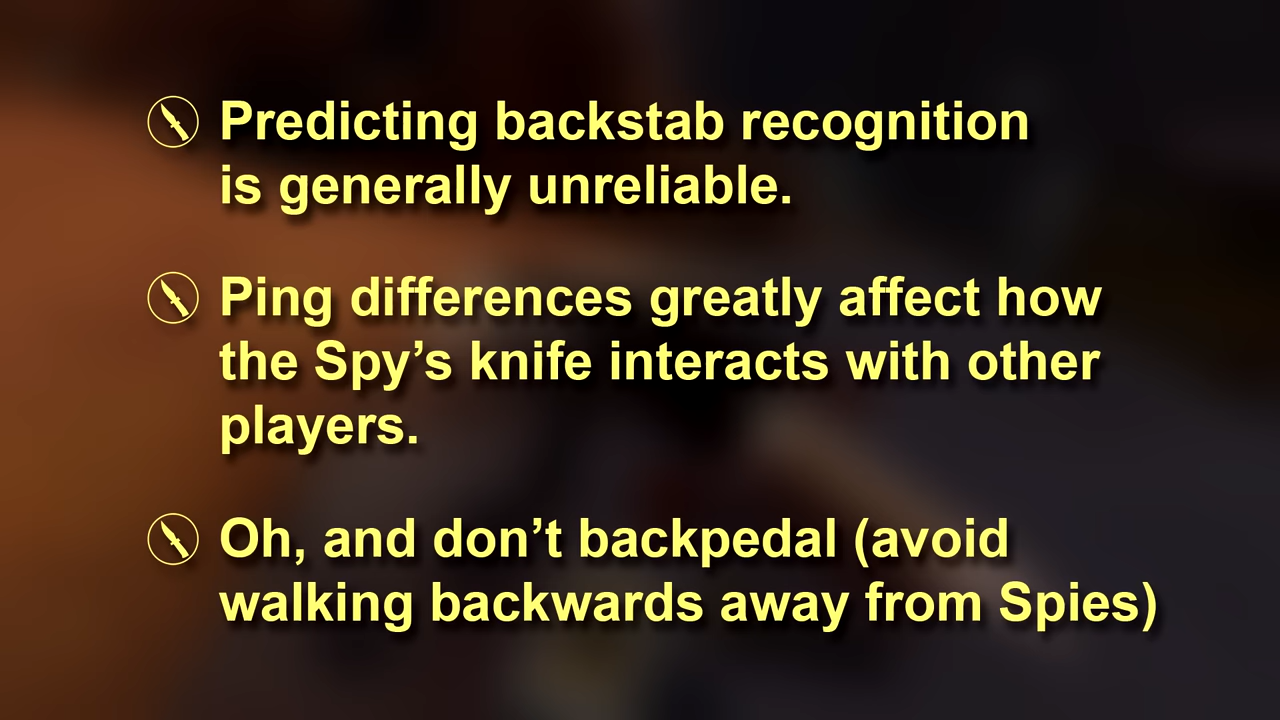 Predicting backstab recognition
is generally unreliable.
Ping differences greatly affect how
the Spy’s knife interacts with other
players.
Oh, and don’t backpedal (avoid
walking backwards away from Spies)